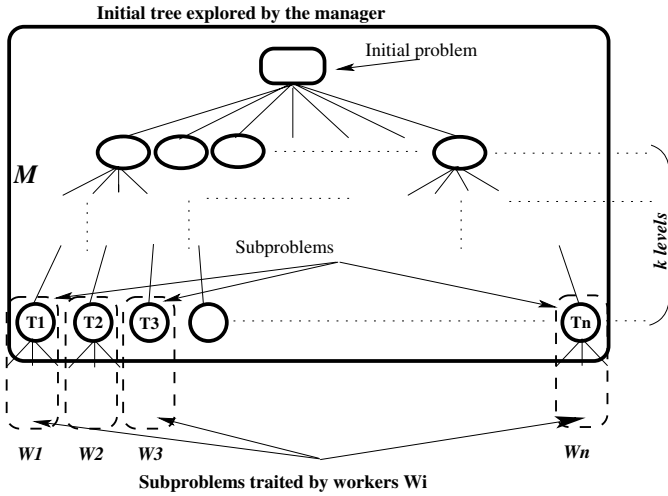 Initial tree explored by the manager
Initial problem
M
k levels
Subproblems
T1 T2 T3 Tn
W1 W2 W3 Wn
Subproblems traited by workers Wi